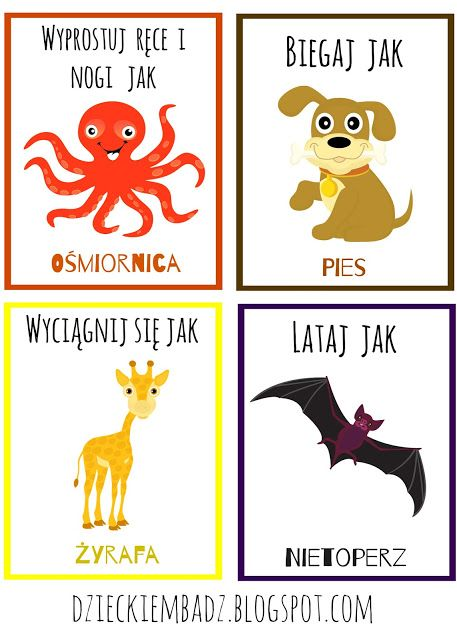 Wyprostuj ręce i
nogi jak
OŚMIORNICA
Biegaj jak
PIES
Wyciągnij się jak
ŻYRAFA
Lataj jak
NIETOPERZ
dzieckiembadz.blogspot.com